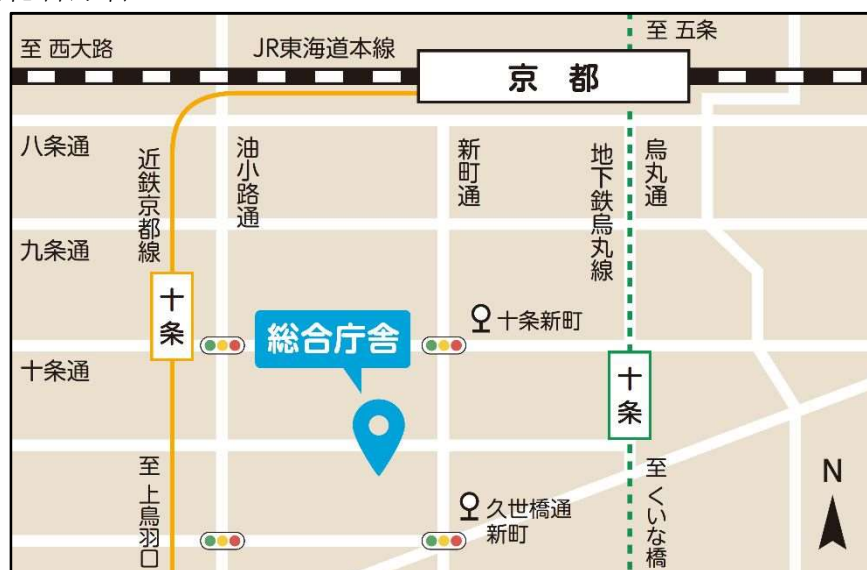 至 西大路
JR東海道本線
至 五条
京都
八条通
近鉄京都線
油小路通
新町通
地下鉄烏丸線
烏丸通
九条通
十条
総合庁舎
十条新町
十条通
十条
至 上鳥羽口
久世橋通
新町
至 くいな橋
N